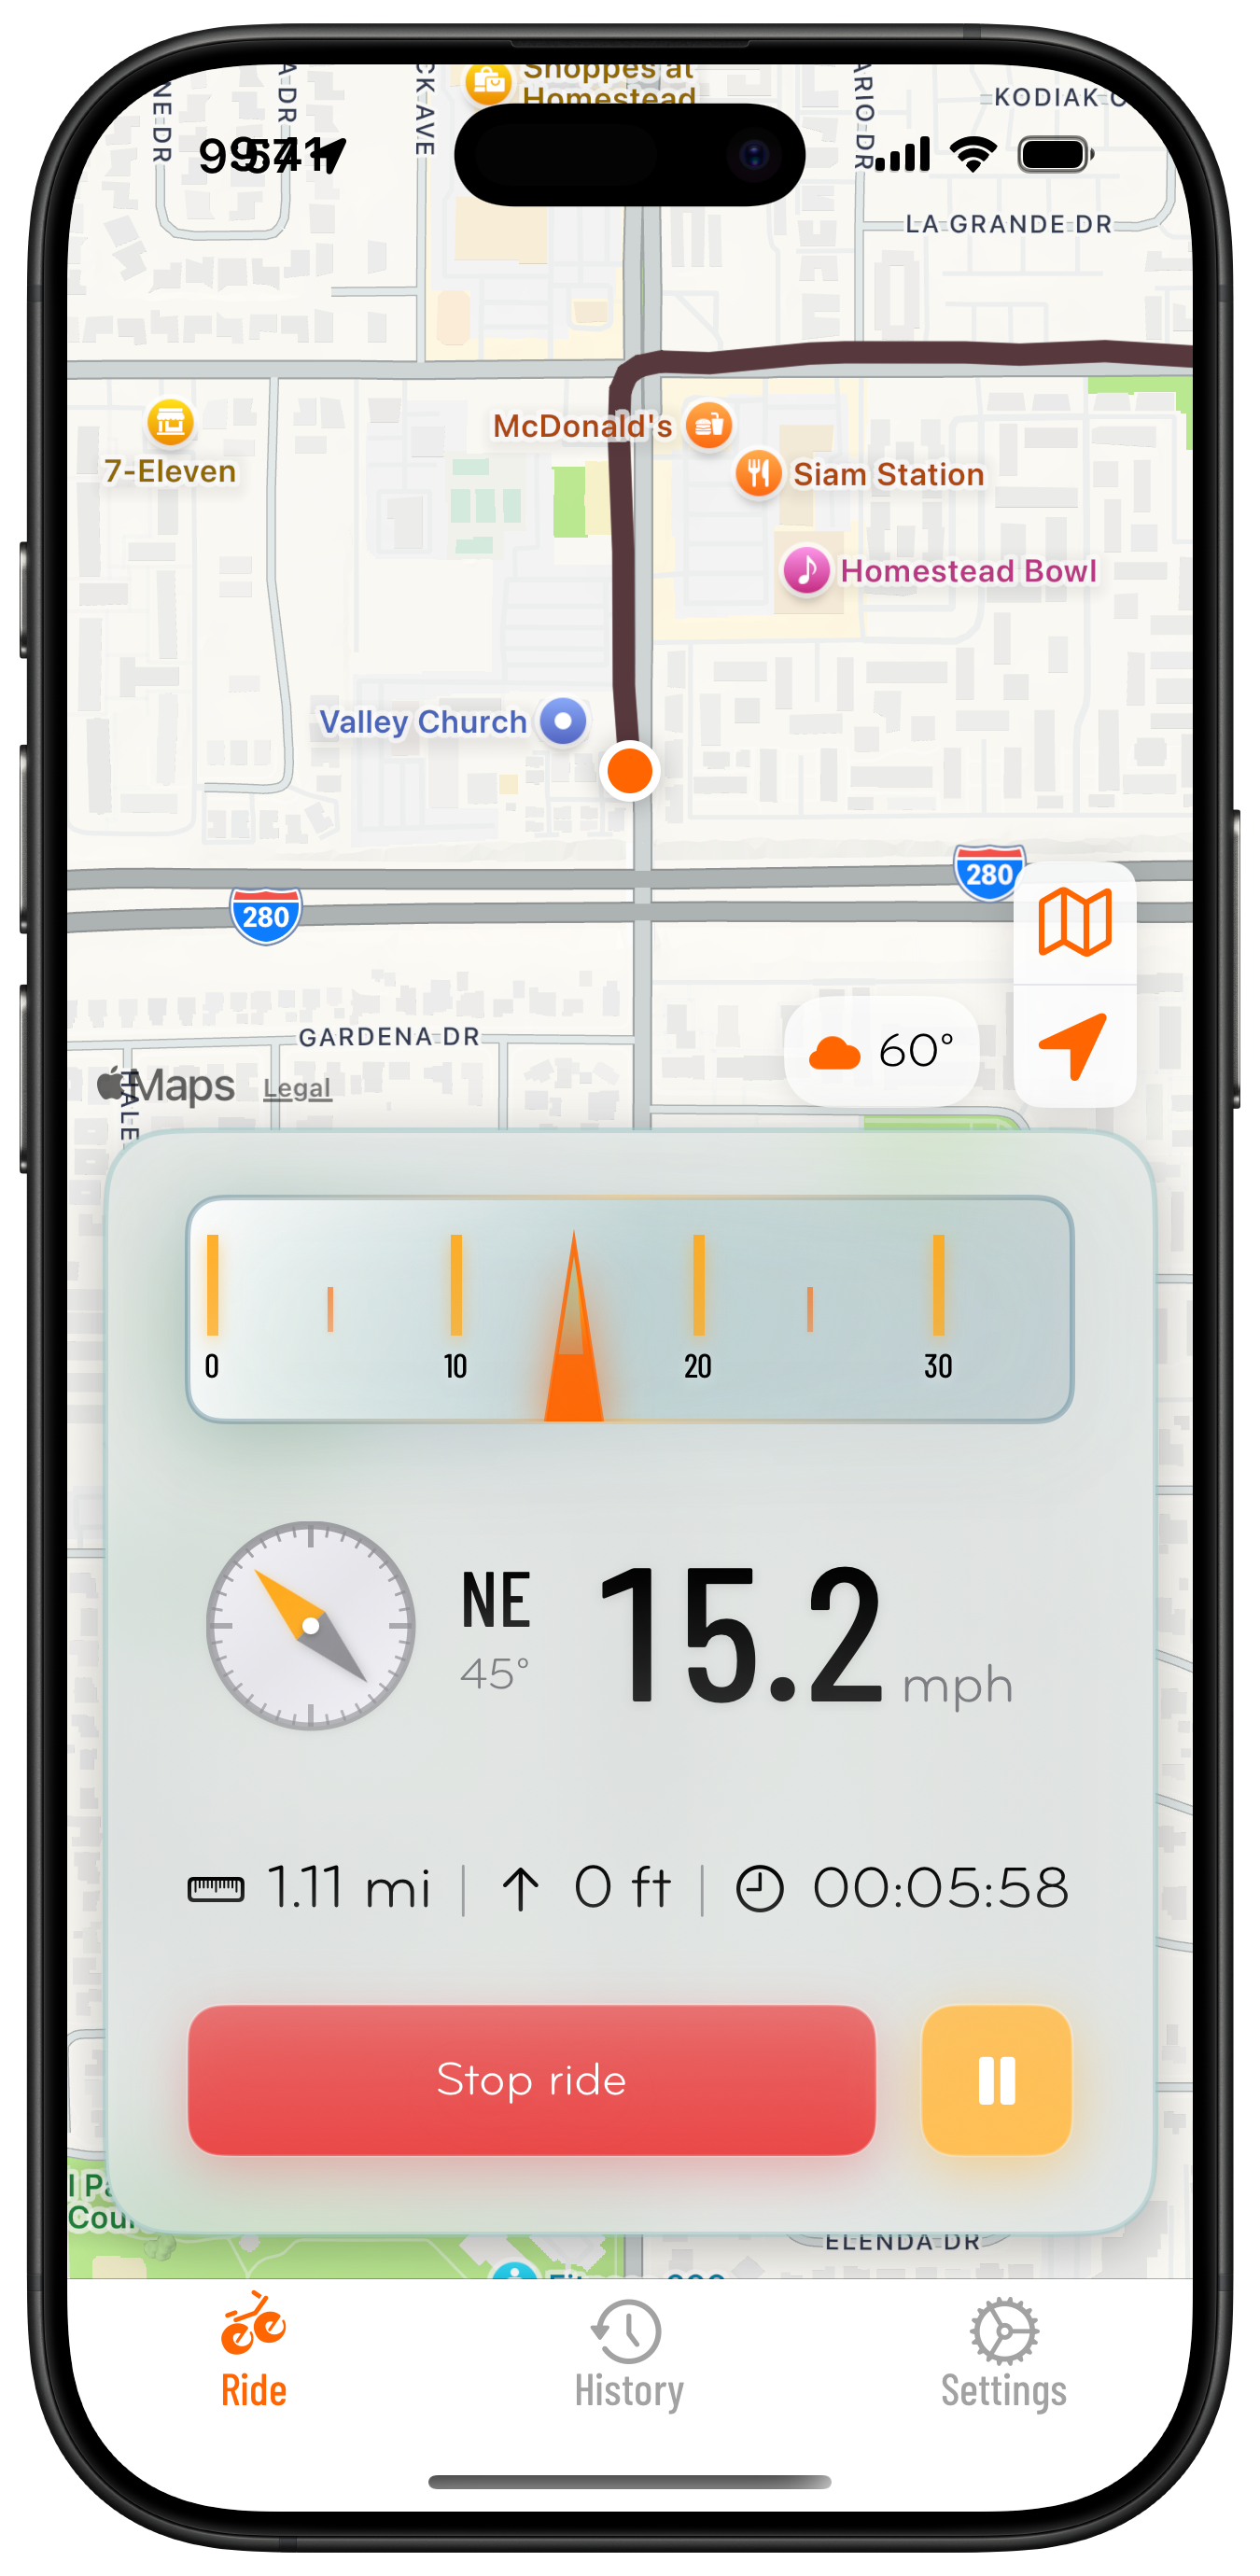 Shoppes at
Homestead
KODIAK
LA GRANDE DR
McDonald's
7-Eleven
Siam Station
Homestead Bowl
Valley Church
280
280
GARDENA DR
60°
Maps Legal
0 10 20 30
NE
45°
15.2 mph
1.11 mi | 0 ft | 00:05:58
Stop ride
ELENDA DR
Ride History Settings